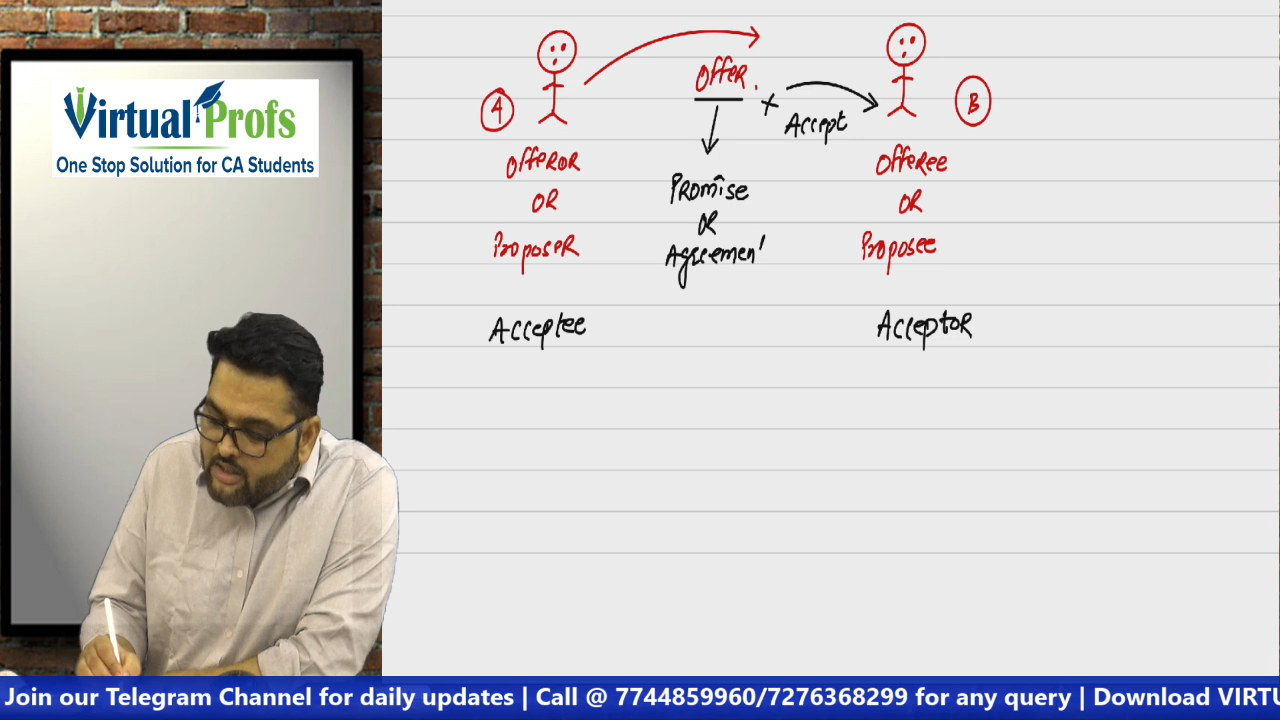 Virtual Profs
One Stop Solution for CA Students
A
OFFEROR
OR
PROPOSER
Acceptee
OFFER.
+
Accept
PROMISE
OR
Agreement
B
OFFEREE
OR
Proposee
AcceptOR
Join our Telegram Channel for daily updates | Call @ 7744859960/7276368299 for any query | Download VIRTU